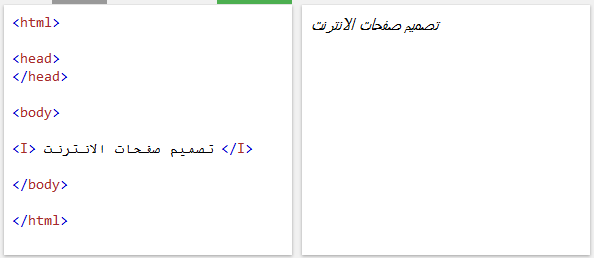 <html>
<head>
</head>
<body>
<I> تصميم صفحات الانترنت </I>
</body>
</html>
تصميم صفحات الانترنت